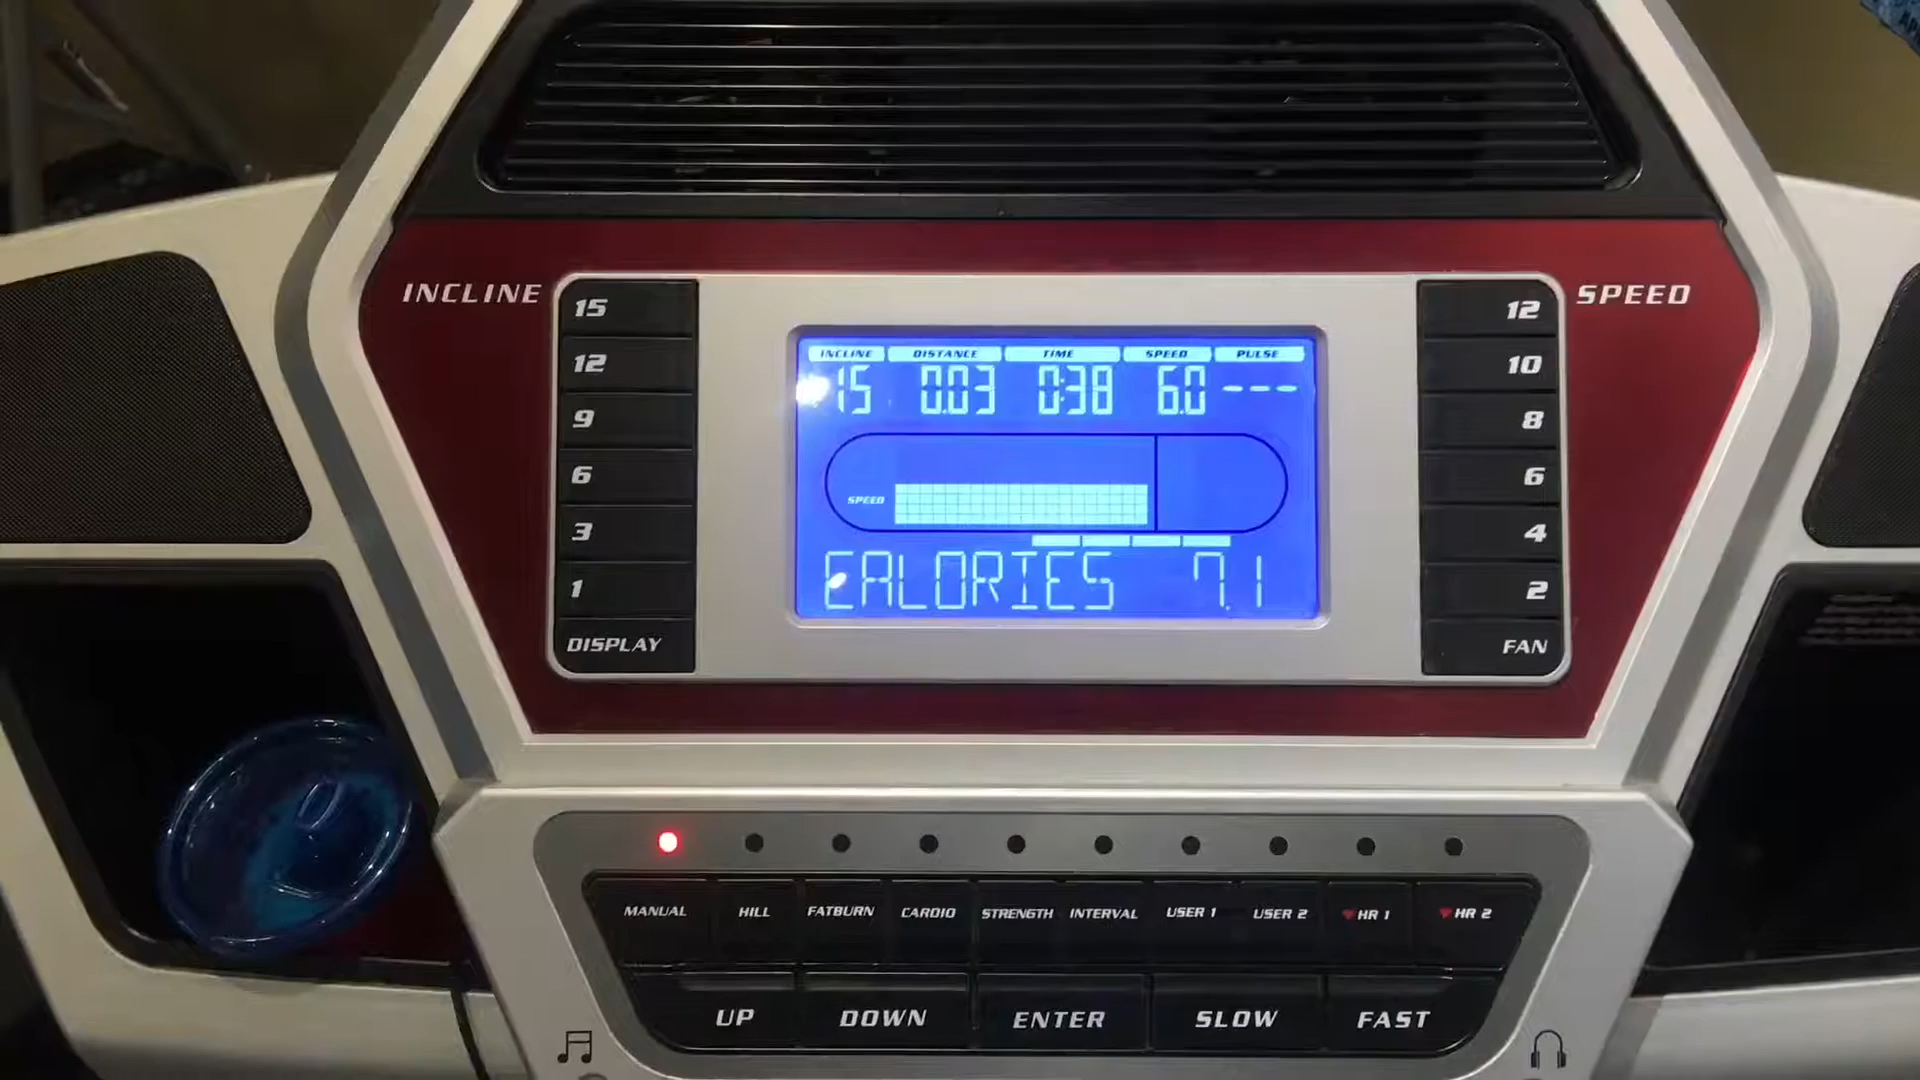 INCLINE
15
12
9
6
3
1
DISPLAY
SPEED
12
10
8
6
4
2
FAN
INCLINE DISTANCE TIME SPEED PULSE
15 0.03 0:38 6.0 ---
SPEED
CALORIES 7.1
MANUAL HILL FATBURN CARDIO STRENGTH INTERVAL USER 1 USER 2 HR 1 HR 2
UP DOWN ENTER SLOW FAST